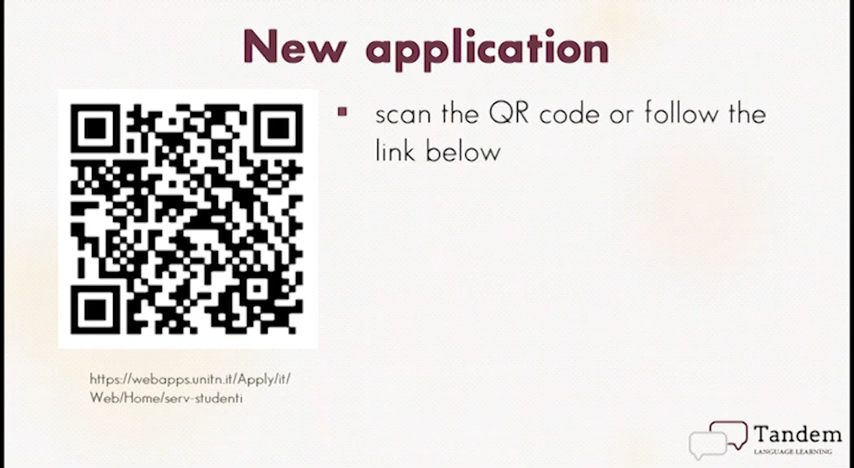 New application
scan the QR code or follow the
link below
https://webapps.unitn.it/Apply/it/
Web/Home/serv-studenti
Tandem
LANGUAGE LEARNING